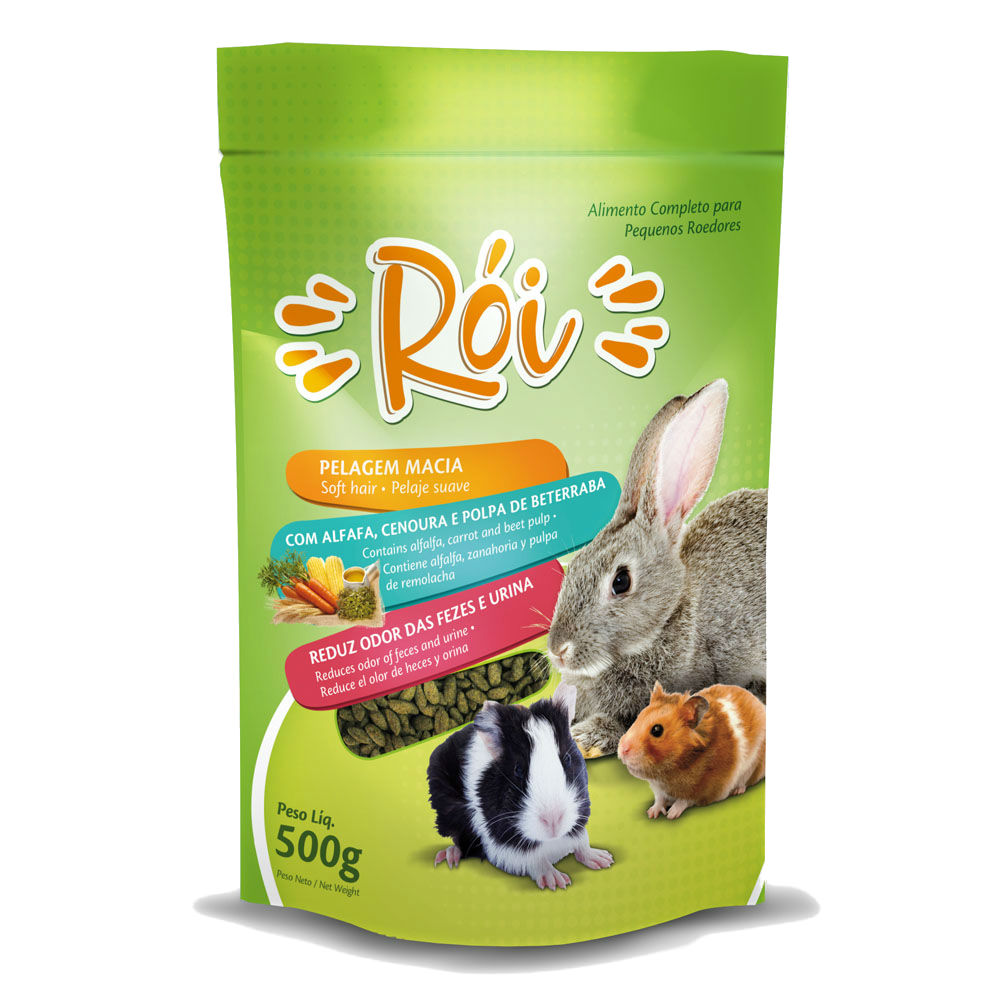 Alimento Completo para
Pequenos Roedores
Rói
PELAGEM MACIA
Soft hair • Pelaje suave
COM ALFAFA, CENOURA E POLPA DE BETERRABA
Contains alfalfa, carrot and beet pulp •
Contiene alfalfa, zanahoria y pulpa
de remolacha
REDUZ ODOR DAS FEZES E URINA
Reduces odor of feces and urine •
Reduce el olor de heces y orina
Peso Líq.
500g
Peso Neto / Net Weight